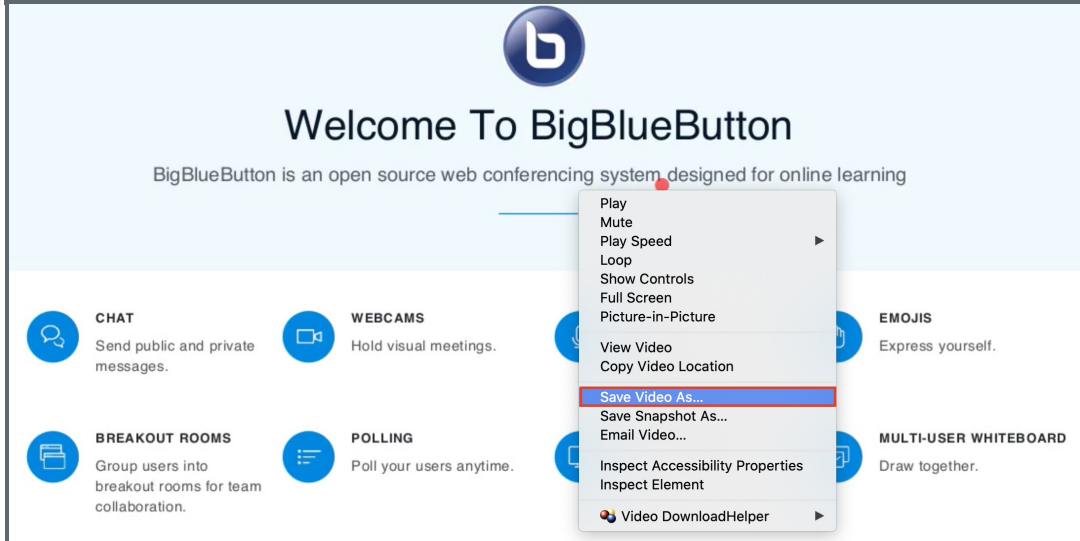 Welcome To BigBlueButton
BigBlueButton is an open source web conferencing system designed for online learning
Play
Mute
Play Speed
Loop
Show Controls
Full Screen
Picture-in-Picture
View Video
Copy Video Location
Save Video As...
Save Snapshot As...
Email Video...
Inspect Accessibility Properties
Inspect Element
Video DownloadHelper
CHAT
Send public and private
messages.
WEBCAMS
Hold visual meetings.
EMOJIS
Express yourself.
BREAKOUT ROOMS
Group users into
breakout rooms for team
collaboration.
POLLING
Poll your users anytime.
MULTI-USER WHITEBOARD
Draw together.